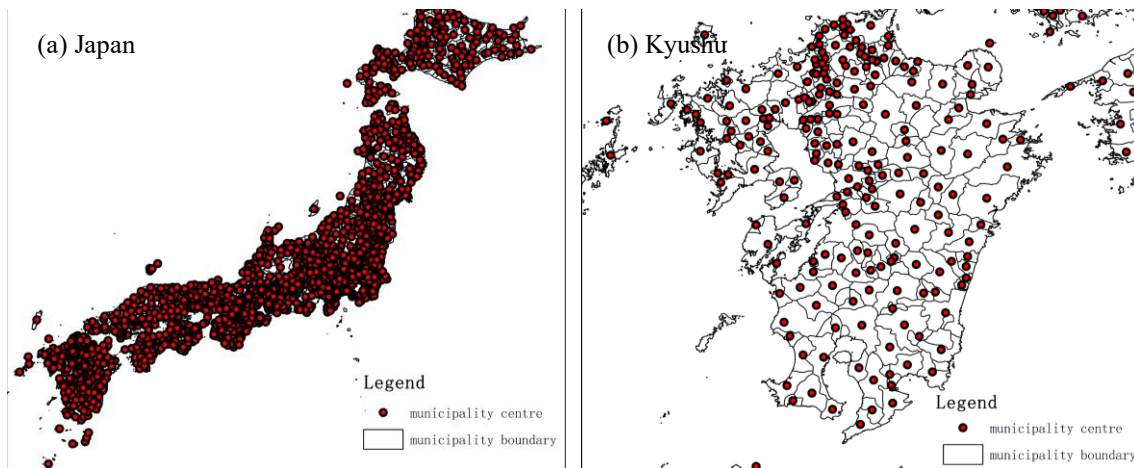 (a) Japan
Legend
municipality centre
municipality boundary
(b) Kyushu
Legend
municipality centre
municipality boundary